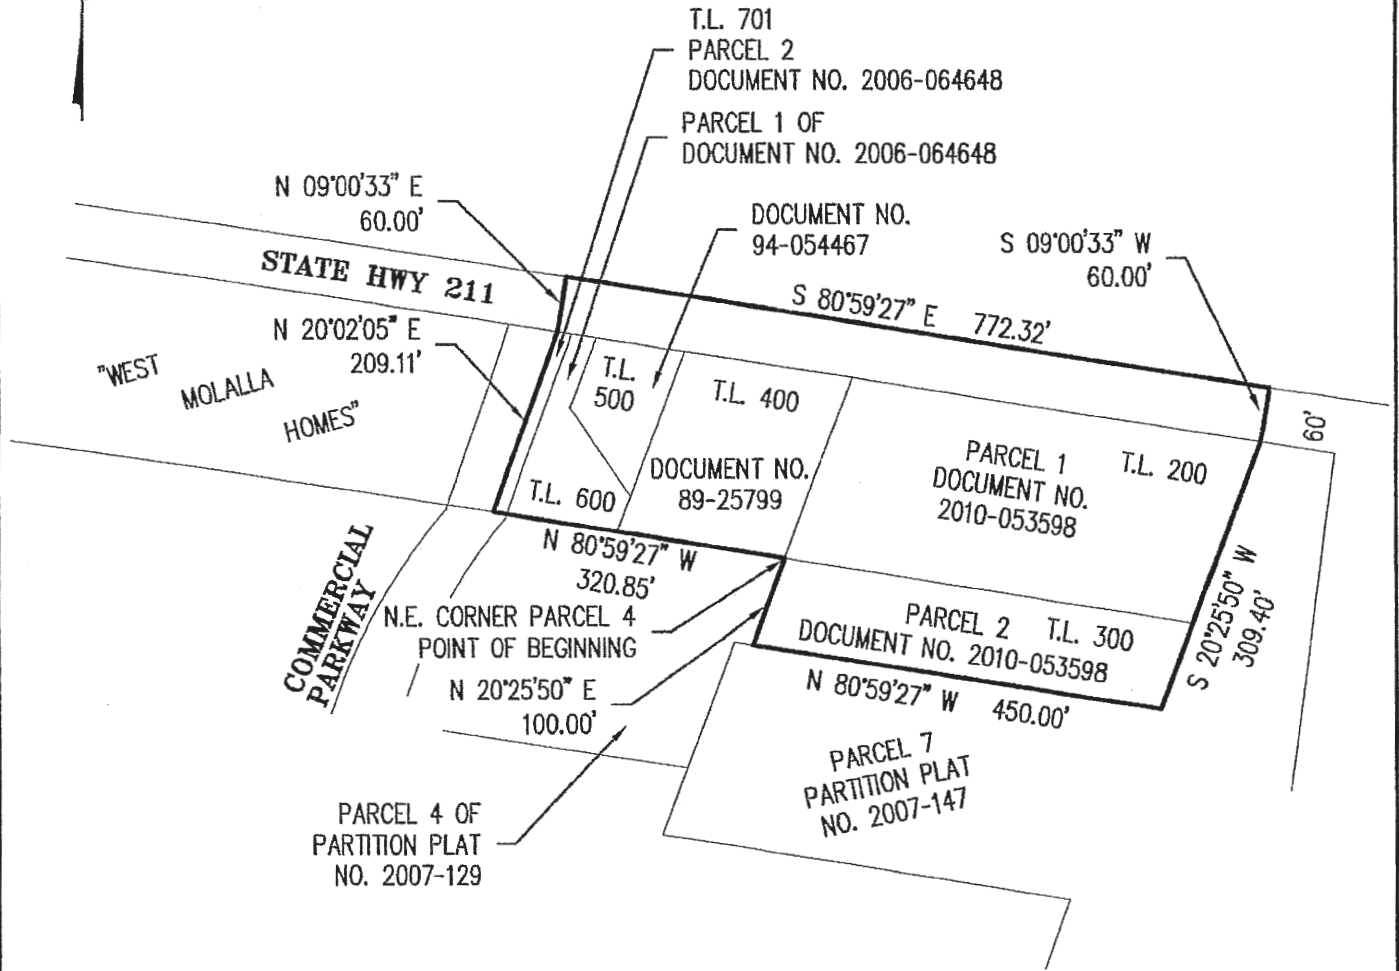 T.L. 701
PARCEL 2
DOCUMENT NO. 2006-064648
PARCEL 1 OF
DOCUMENT NO. 2006-064648
N 09°00'33" E
60.00'
DOCUMENT NO.
94-054467
S 09°00'33" W
60.00'
STATE HWY 211
S 80°59'27" E 772.32'
N 20°02'05" E
209.11'
"WEST
MOLALLA
HOMES"
T.L.
500
T.L. 400
60'
PARCEL 1 T.L. 200
DOCUMENT NO.
2010-053598
DOCUMENT NO.
89-25799
T.L. 600
N 80°59'27" W
320.85'
COMMERCIAL
PARKWAY
N.E. CORNER PARCEL 4
POINT OF BEGINNING
PARCEL 2 T.L. 300
DOCUMENT NO. 2010-053598
S 20°25'50" W
309.40'
N 20°25'50" E
100.00'
N 80°59'27" W 450.00'
PARCEL 7
PARTITION PLAT
NO. 2007-147
PARCEL 4 OF
PARTITION PLAT
NO. 2007-129